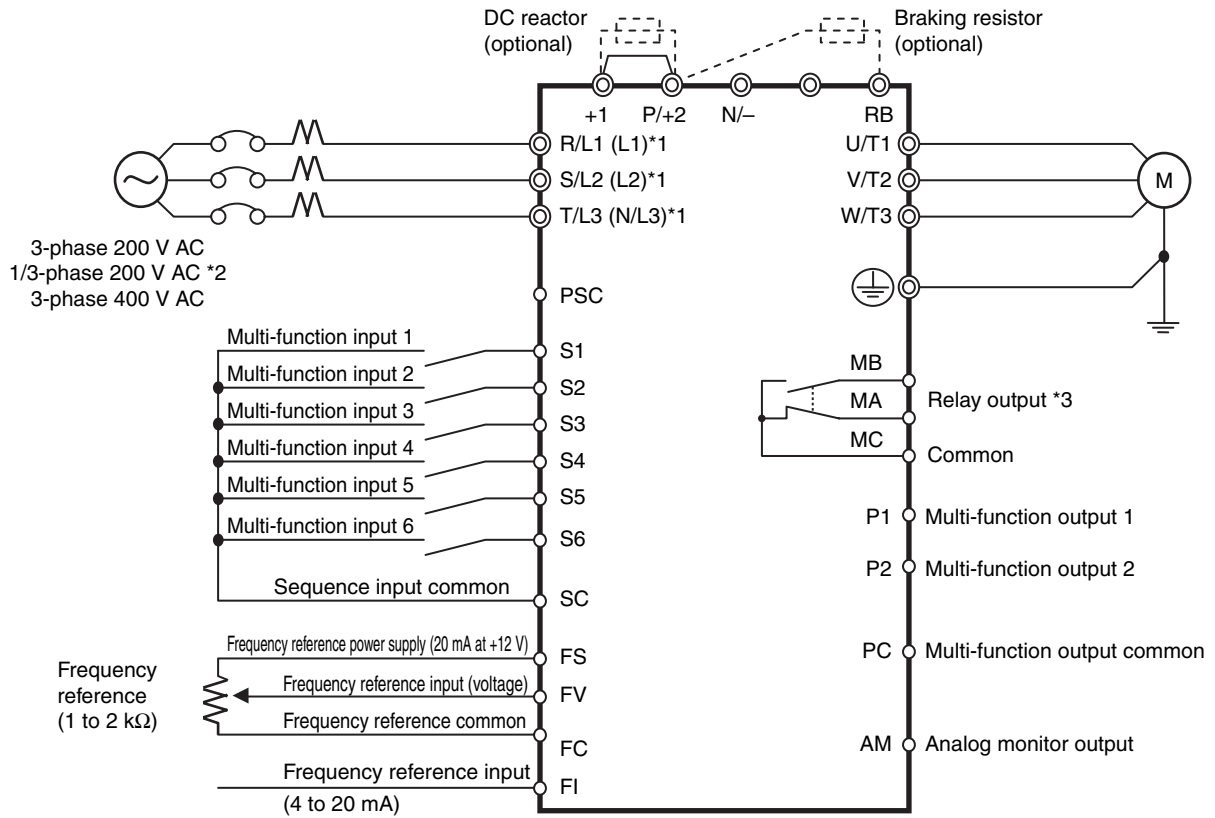 DC reactor
(optional)
Braking resistor
(optional)
+1
P/+2
N/–
RB
R/L1 (L1)*1
S/L2 (L2)*1
T/L3 (N/L3)*1
U/T1
V/T2
W/T3
M
3-phase 200 V AC
1/3-phase 200 V AC *2
3-phase 400 V AC
PSC
Multi-function input 1
S1
Multi-function input 2
S2
Multi-function input 3
S3
Multi-function input 4
S4
Multi-function input 5
S5
Multi-function input 6
S6
Sequence input common
SC
MB
MA
Relay output *3
MC
Common
P1
Multi-function output 1
P2
Multi-function output 2
PC
Multi-function output common
AM
Analog monitor output
Frequency
reference
(1 to 2 kΩ)
Frequency reference power supply (20 mA at +12 V)
FS
Frequency reference input (voltage)
FV
Frequency reference common
FC
Frequency reference input
(4 to 20 mA)
FI